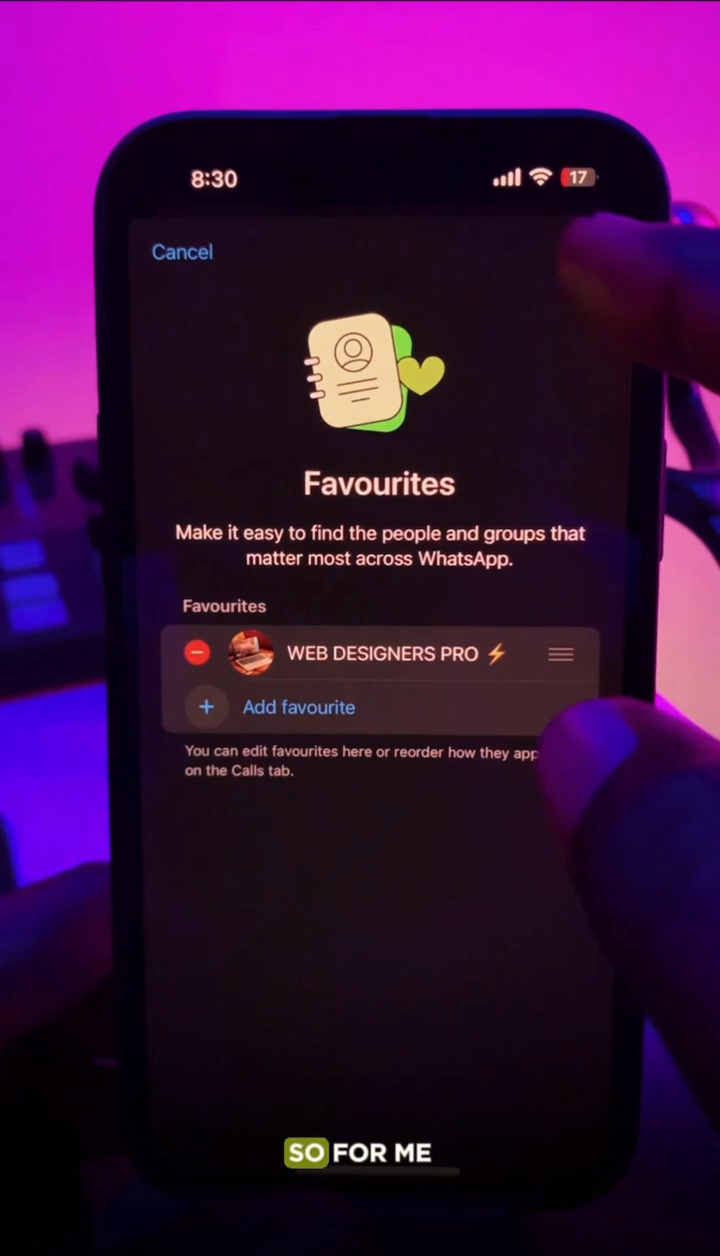 8:30
17
Cancel
Favourites
Make it easy to find the people and groups that
matter most across WhatsApp.
Favourites
WEB DESIGNERS PRO ⚡
Add favourite
You can edit favourites here or reorder how they
on the Calls tab.
SO FOR ME